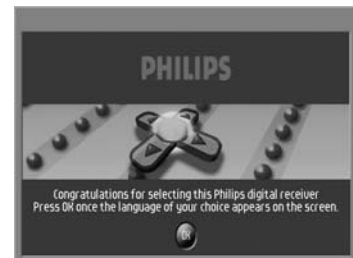 PHILIPS
Congratulations for selecting this Philips digital receiver
Press OK once the language of your choice appears on the screen.
OK